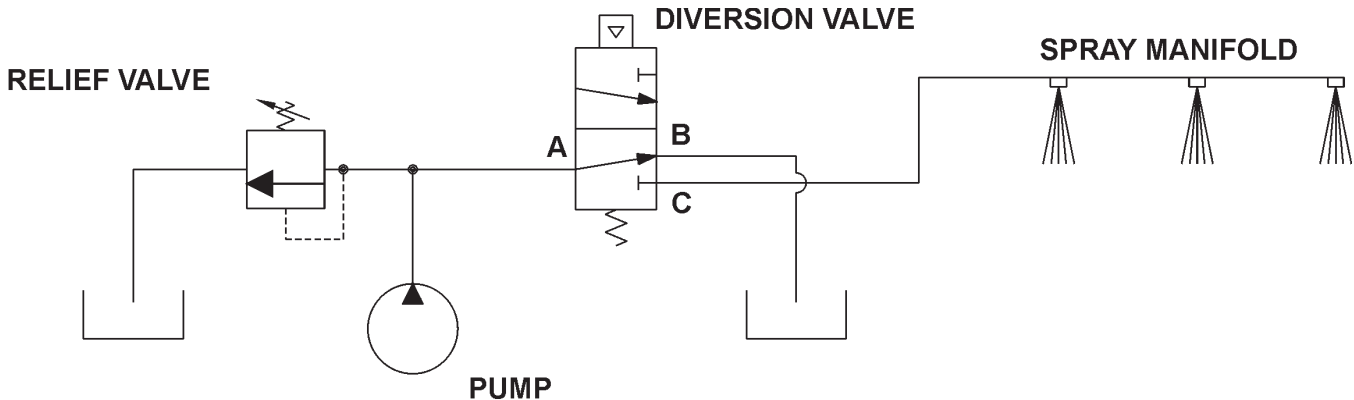 DIVERSION VALVE
SPRAY MANIFOLD
RELIEF VALVE
A
B
C
PUMP